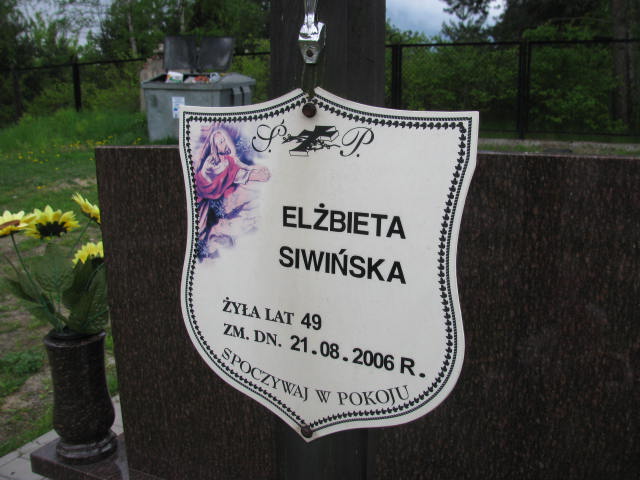 Ś. P.
ELŻBIETA
SIWIŃSKA
ŻYŁA LAT 49
ZM. DN. 21.08.2006 R.
SPOCZYWAJ W POKOJU